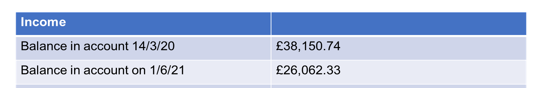 Income
Balance in account 14/3/20 £38,150.74
Balance in account on 1/6/21 £26,062.33